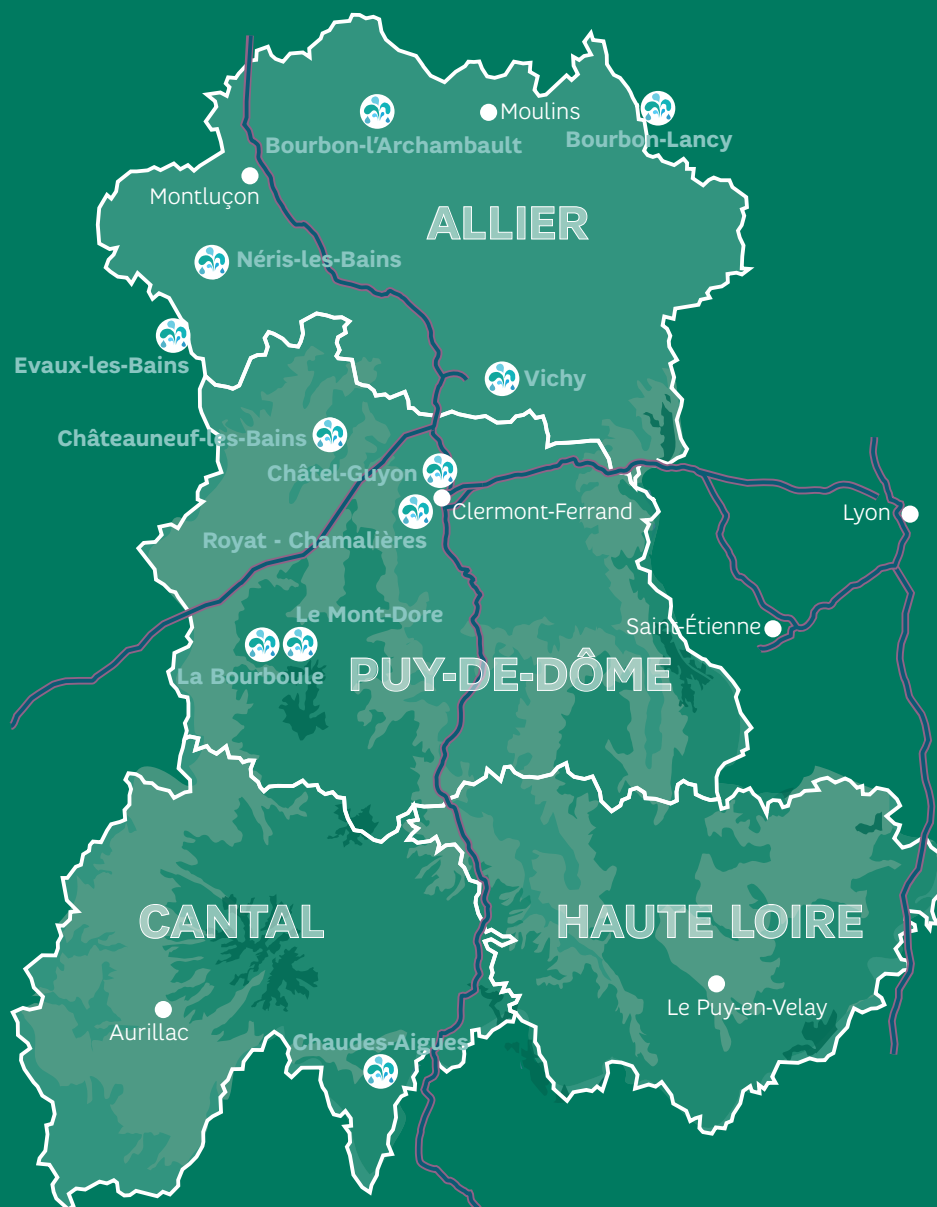 Moulins
Bourbon-l'Archambault
Bourbon-Lancy
Montluçon
ALLIER
Néris-les-Bains
Evaux-les-Bains
Vichy
Châteauneuf-les-Bains
Châtel-Guyon
Clermont-Ferrand
Lyon
Royat - Chamalières
Le Mont-Dore
Saint-Étienne
La Bourboule
PUY-DE-DÔME
CANTAL
HAUTE LOIRE
Le Puy-en-Velay
Aurillac
Chaudes-Aigues